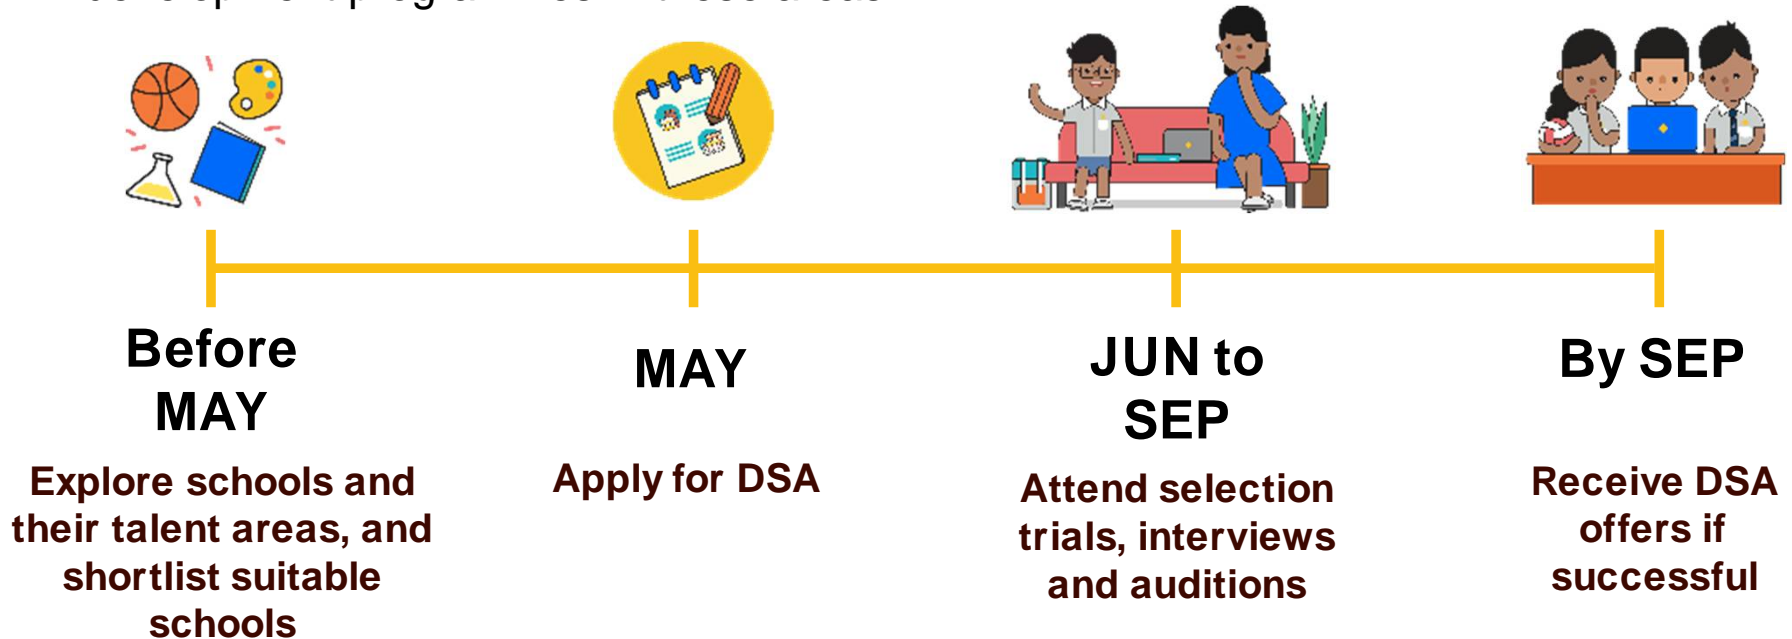 Before
MAY
Explore schools and
their talent areas, and
shortlist suitable
schools
MAY
Apply for DSA
JUN to
SEP
Attend selection
trials, interviews
and auditions
By SEP
Receive DSA
offers if
successful